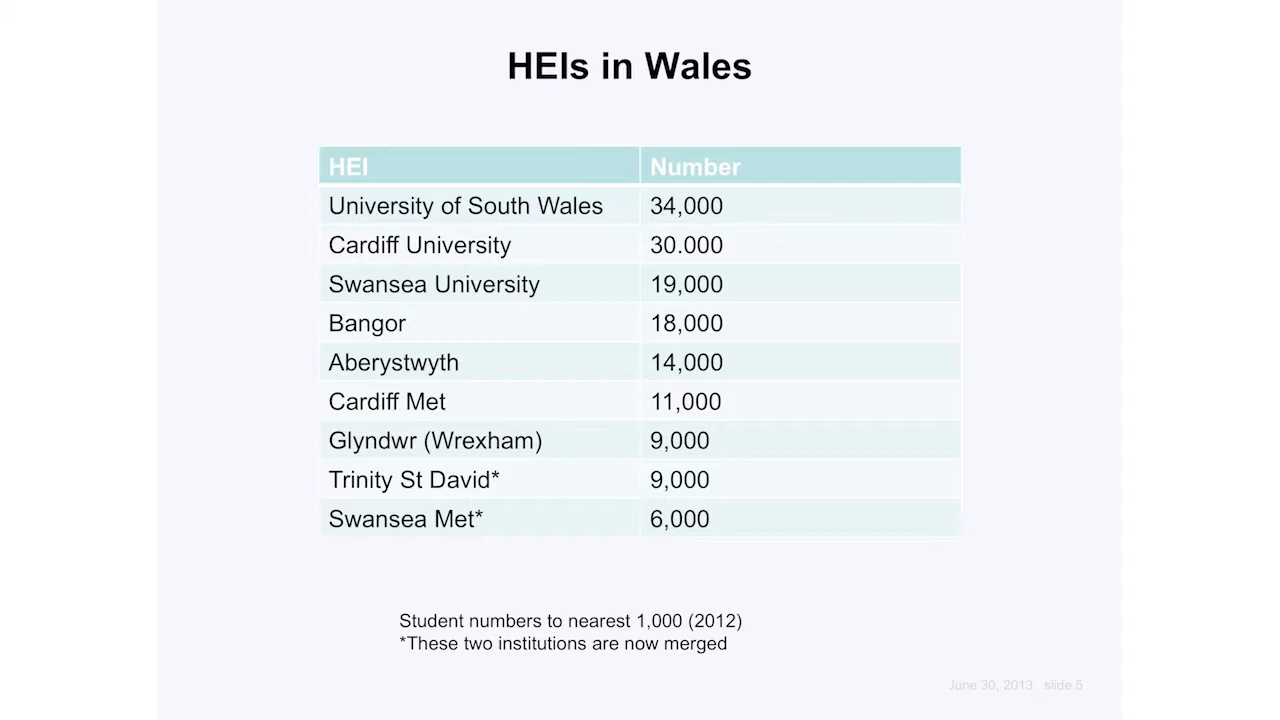 HEIs in Wales
HEI Number
University of South Wales 34,000
Cardiff University 30.000
Swansea University 19,000
Bangor 18,000
Aberystwyth 14,000
Cardiff Met 11,000
Glyndwr (Wrexham) 9,000
Trinity St David* 9,000
Swansea Met* 6,000
Student numbers to nearest 1,000 (2012)
*These two institutions are now merged
June 30, 2013 slide 5